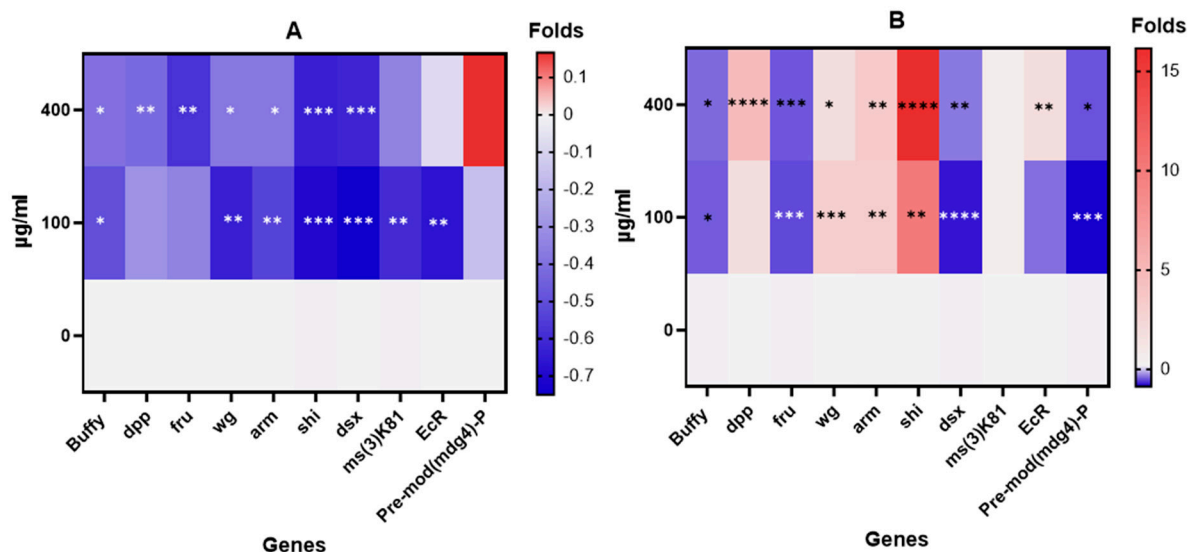 A
Folds
400
* ** ** * * *** ***
100
* ** ** *** *** ** **
0
µg/ml
0.1
0
-0.1
-0.2
-0.3
-0.4
-0.5
-0.6
-0.7
Buffy
dpp
fru
wg
arm
shi
dsx
ms(3)K81
EcR
Pre-mod(mdg4)-P
Genes
B
Folds
400
* **** *** * ** **** ** ** *
100
* *** *** ** ** **** ***
0
µg/ml
15
10
5
0
Buffy
dpp
fru
wg
arm
shi
dsx
ms(3)K81
EcR
Pre-mod(mdg4)-P
Genes